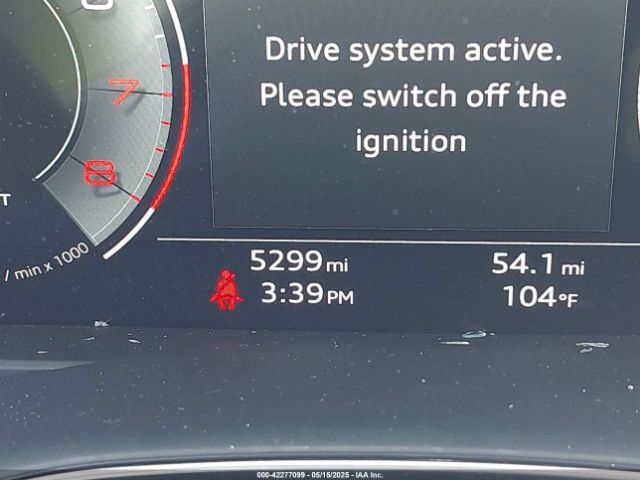 6
7
8
T
/ min x 1000
Drive system active.
Please switch off the
ignition
5299 mi
54.1 mi
3:39 PM
104°F
000-42277099 - 05/15/2025 - IAA Inc.